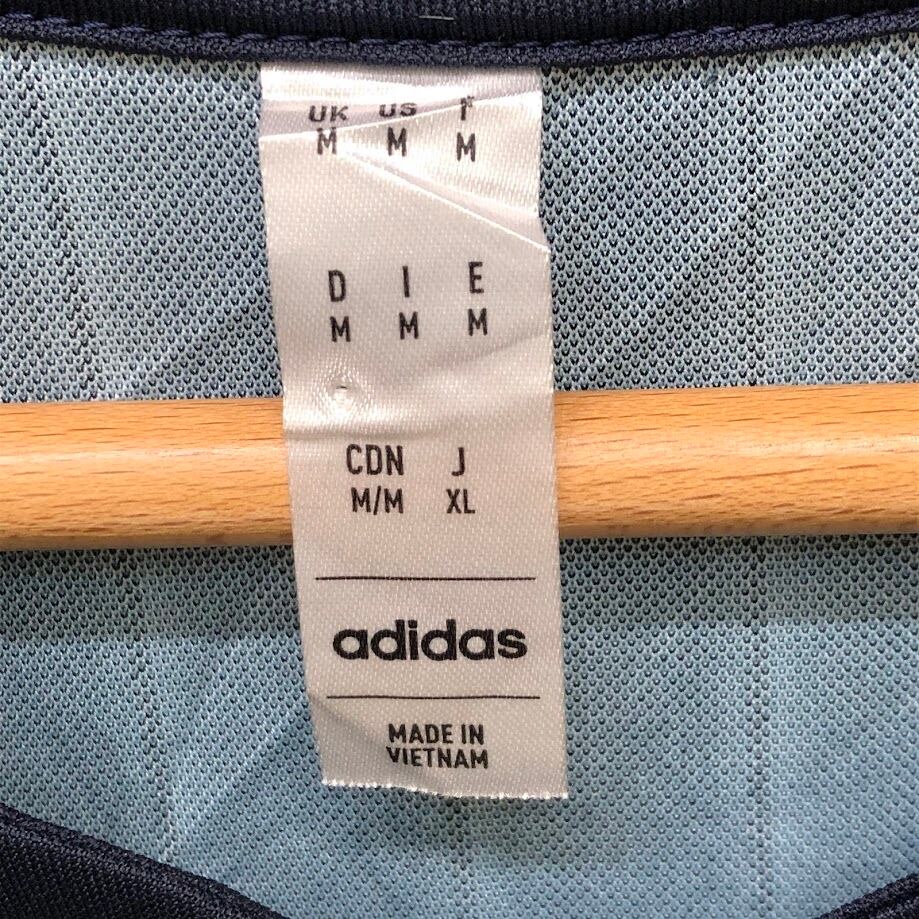 UK US F
M M M
D I E
M M M
CDN J
M/M XL
adidas
MADE IN
VIETNAM